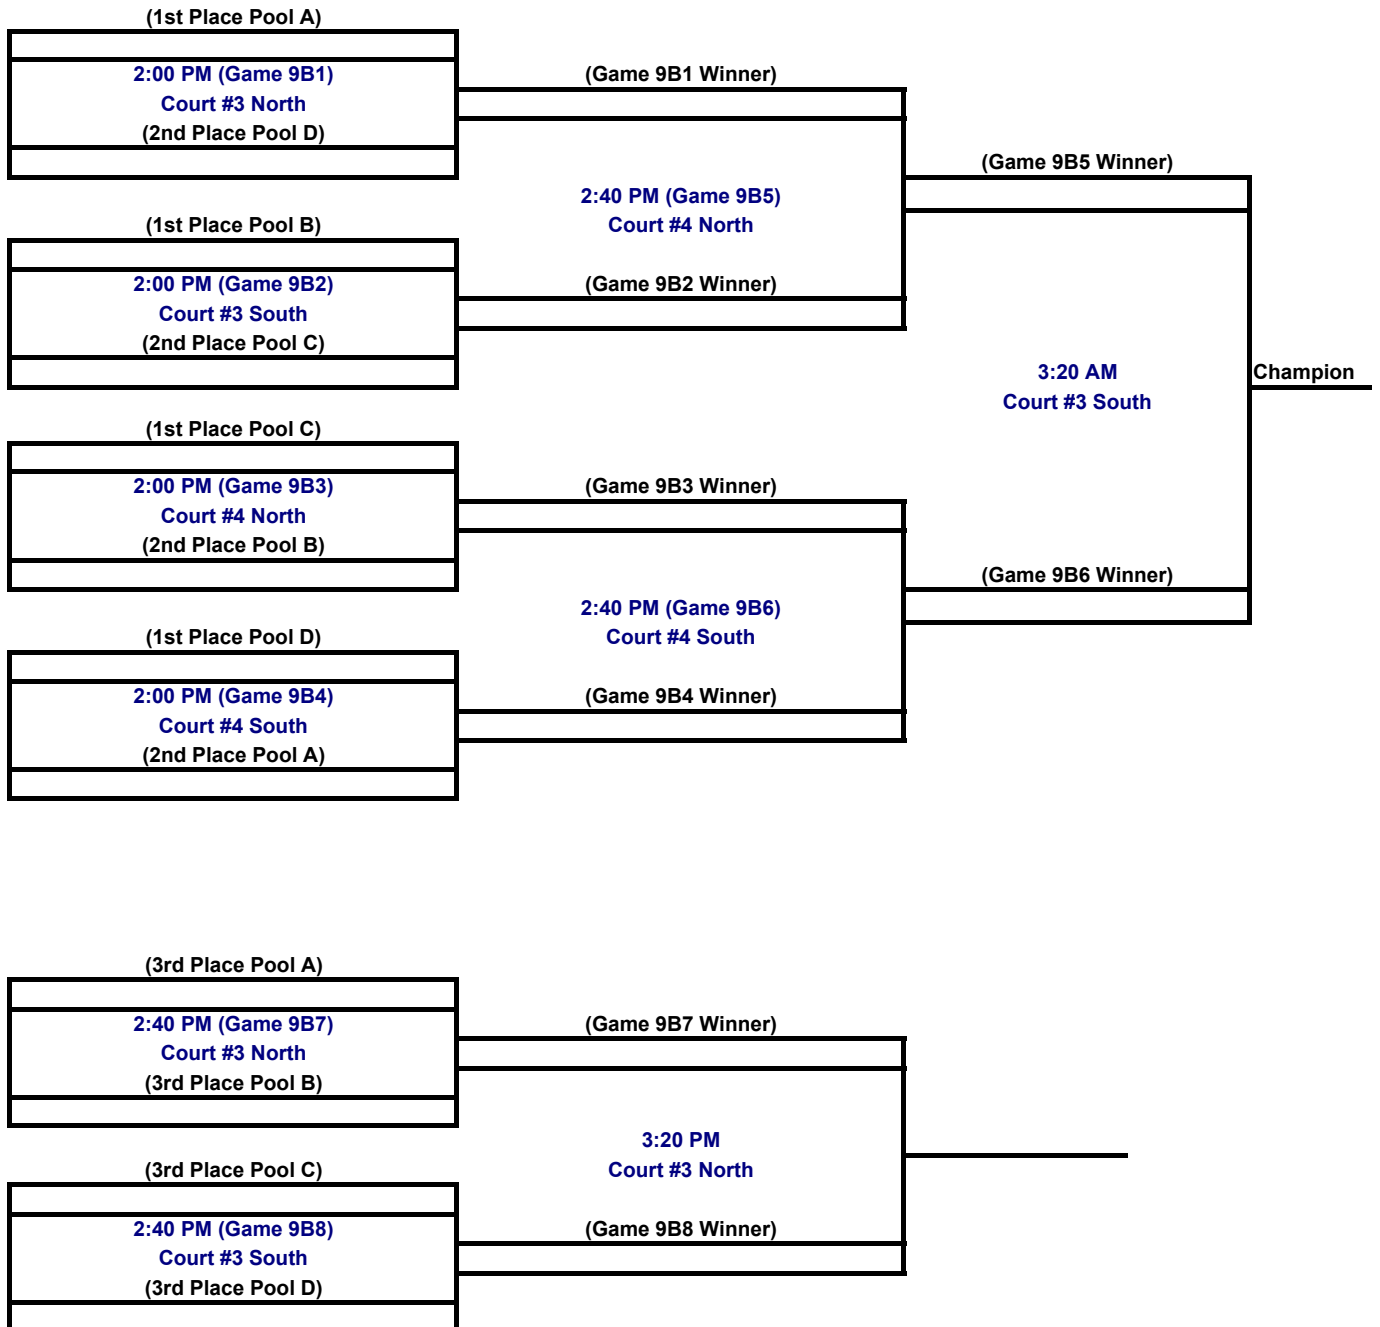 (1st Place Pool A)
2:00 PM (Game 9B1)
Court #3 North
(2nd Place Pool D)
(1st Place Pool B)
2:00 PM (Game 9B2)
Court #3 South
(2nd Place Pool C)
(1st Place Pool C)
2:00 PM (Game 9B3)
Court #4 North
(2nd Place Pool B)
(1st Place Pool D)
2:00 PM (Game 9B4)
Court #4 South
(2nd Place Pool A)
(Game 9B1 Winner)
2:40 PM (Game 9B5)
Court #4 North
(Game 9B2 Winner)
(Game 9B3 Winner)
2:40 PM (Game 9B6)
Court #4 South
(Game 9B4 Winner)
(Game 9B5 Winner)
3:20 AM
Court #3 South
(Game 9B6 Winner)
Champion
(3rd Place Pool A)
2:40 PM (Game 9B7)
Court #3 North
(3rd Place Pool B)
(3rd Place Pool C)
2:40 PM (Game 9B8)
Court #3 South
(3rd Place Pool D)
(Game 9B7 Winner)
3:20 PM
Court #3 North
(Game 9B8 Winner)